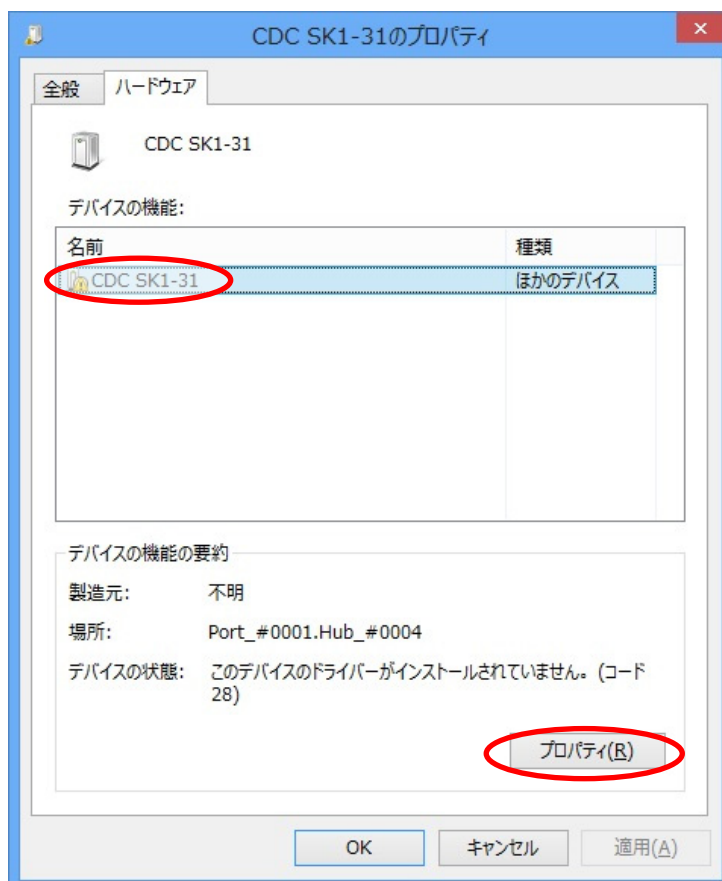 CDC SK1-31のプロパティ
全般 ハードウェア
CDC SK1-31
デバイスの機能:
名前 種類
CDC SK1-31 ほかのデバイス
デバイスの機能の要約
製造元: 不明
場所: Port_#0001.Hub_#0004
デバイスの状態: このデバイスのドライバーがインストールされていません。(コード
28)
プロパティ(R)
OK キャンセル 適用(A)